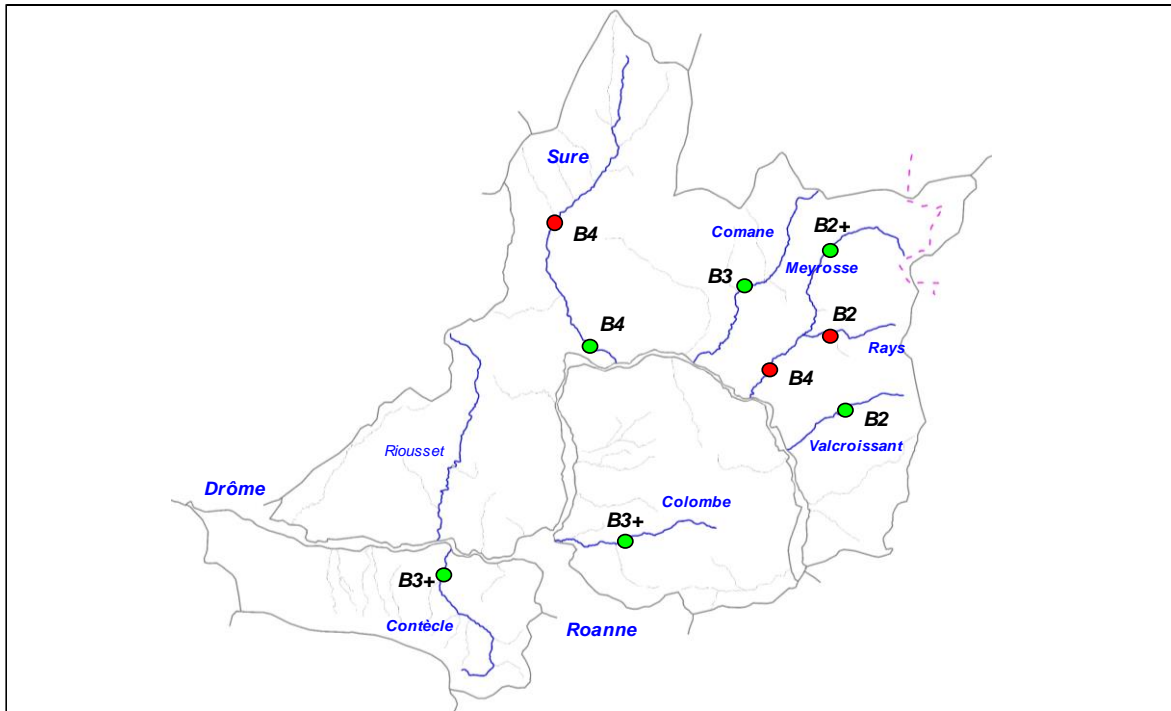 Sure
B4
Comane
B2+
Meyrosse
B3
B2
B4
Rays
B4
B2
Valcroissant
Riousset
Drôme
Colombe
B3+
B3+
Contècle
Roanne